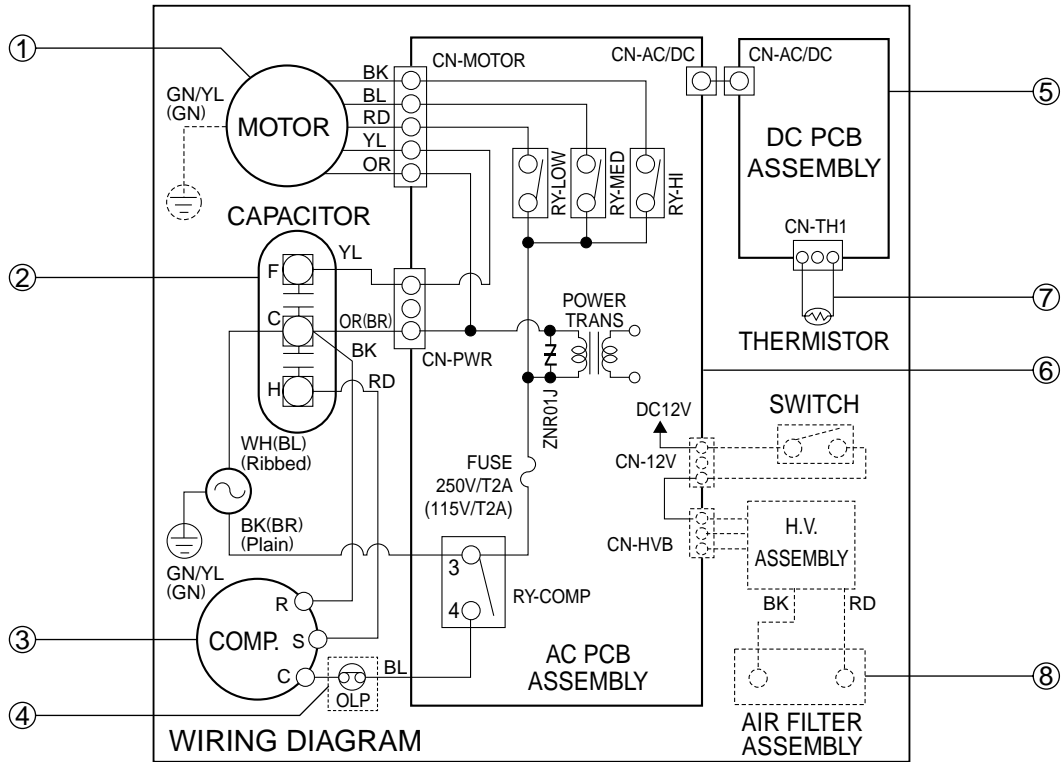 ①
②
③
④
⑤
⑥
⑦
⑧
MOTOR
GN/YL
(GN)
BK
BL
RD
YL
OR
CN-MOTOR
CN-AC/DC
CN-AC/DC
DC PCB
ASSEMBLY
CN-TH1
THERMISTOR
RY-LOW
RY-MED
RY-HI
CAPACITOR
F
C
H
YL
OR(BR)
BK
RD
CN-PWR
POWER
TRANS
ZNR01J
WH(BL)
(Ribbed)
BK(BR)
(Plain)
GN/YL
(GN)
FUSE
250V/T2A
(115V/T2A)
DC12V
CN-12V
CN-HVB
SWITCH
H.V.
ASSEMBLY
BK
RD
3
4
RY-COMP
COMP.
R
S
C
OLP
BL
AC PCB
ASSEMBLY
AIR FILTER
ASSEMBLY
WIRING DIAGRAM